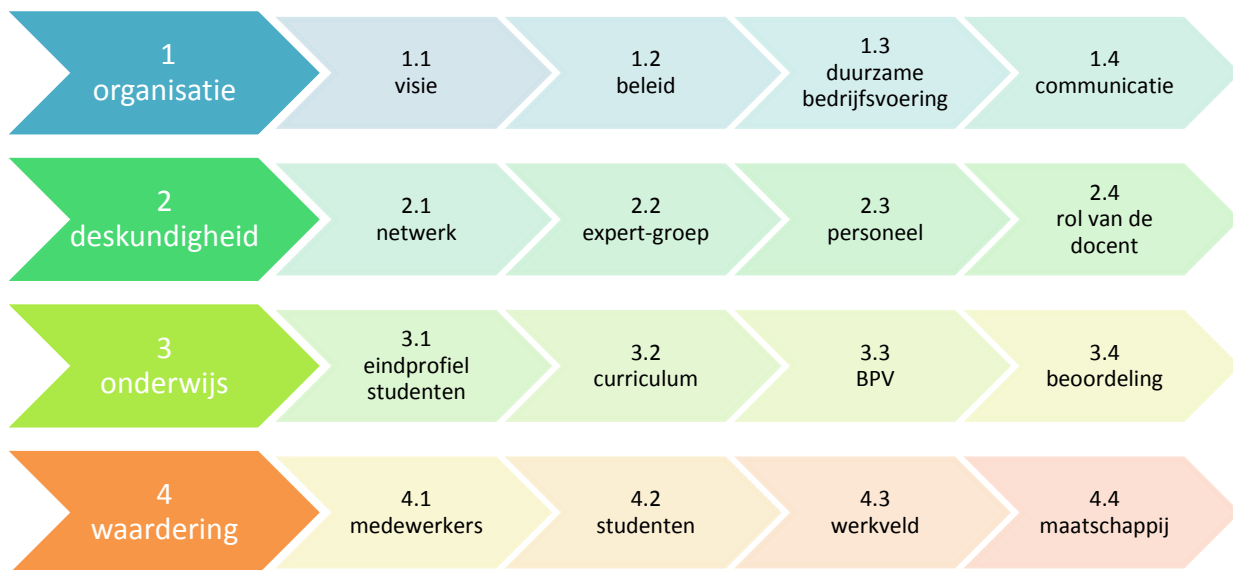 1
organisatie
1.1
visie
1.2
beleid
1.3
duurzame
bedrijfsvoering
1.4
communicatie
2
deskundigheid
2.1
netwerk
2.2
expert-groep
2.3
personeel
2.4
rol van de
docent
3
onderwijs
3.1
eindprofiel
studenten
3.2
curriculum
3.3
BPV
3.4
beoordeling
4
waardering
4.1
medewerkers
4.2
studenten
4.3
werkveld
4.4
maatschappij